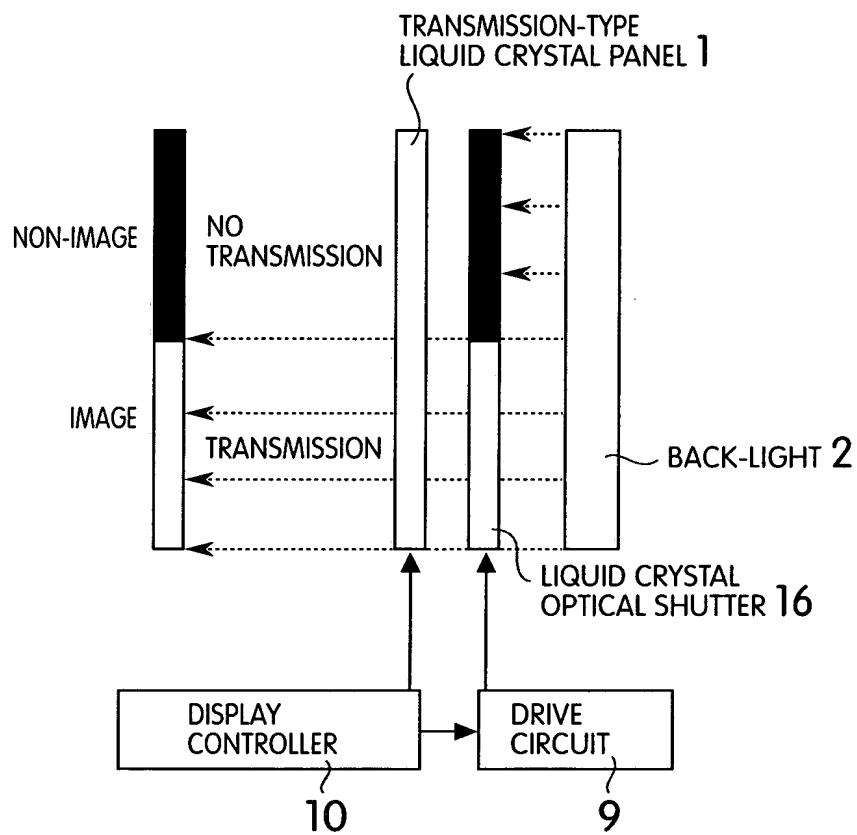 TRANSMISSION-TYPE
LIQUID CRYSTAL PANEL 1
NON-IMAGE
NO
TRANSMISSION
IMAGE
TRANSMISSION
BACK-LIGHT 2
LIQUID CRYSTAL
OPTICAL SHUTTER 16
DISPLAY
CONTROLLER
DRIVE
CIRCUIT
10
9